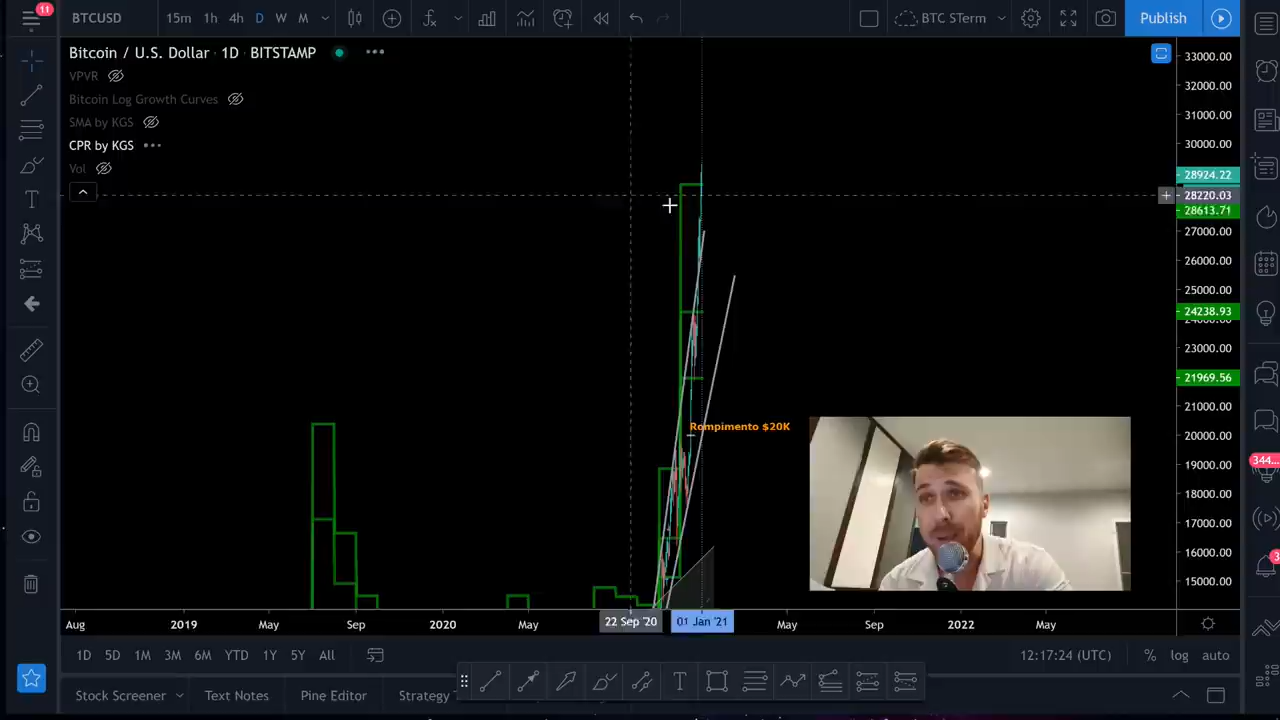 11
BTCUSD 15m 1h 4h D W M BTC STerm Publish
Bitcoin / U.S. Dollar · 1D · BITSTAMP
VPVR
Bitcoin Log Growth Curves
SMA by KGS
CPR by KGS
Vol
33000.00
32000.00
31000.00
30000.00
28924.22
28220.03
28613.71
27000.00
26000.00
25000.00
24238.93
23000.00
21969.56
21000.00
20000.00
19000.00
18000.00
17000.00
16000.00
15000.00
Rompimento $20K
344...
3
Aug 2019 May Sep 2020 May 22 Sep '20 01 Jan '21 May Sep 2022 May
1D 5D 1M 3M 6M YTD 1Y 5Y All 12:17:24 (UTC) % log auto
Stock Screener Text Notes Pine Editor Strategy